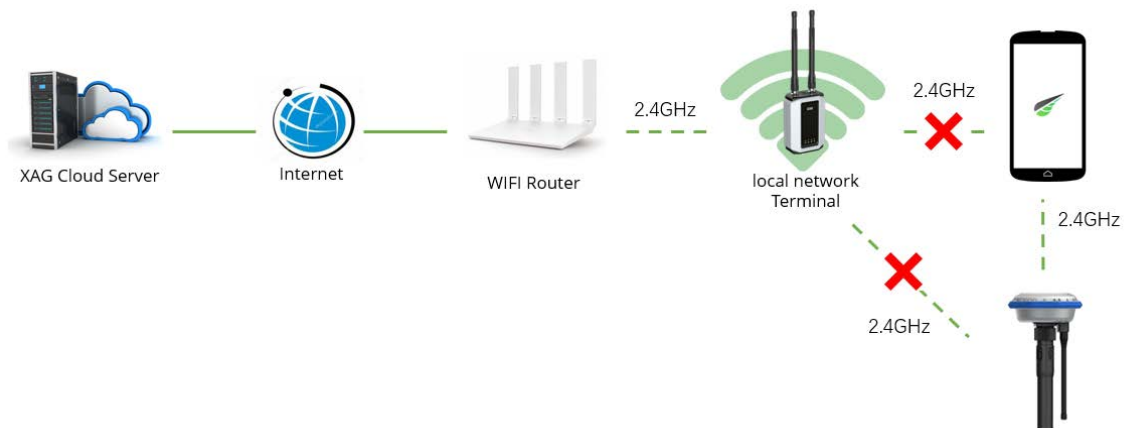 2.4GHz
2.4GHz
XAG Cloud Server
Internet
WIFI Router
local network
Terminal
2.4GHz
2.4GHz